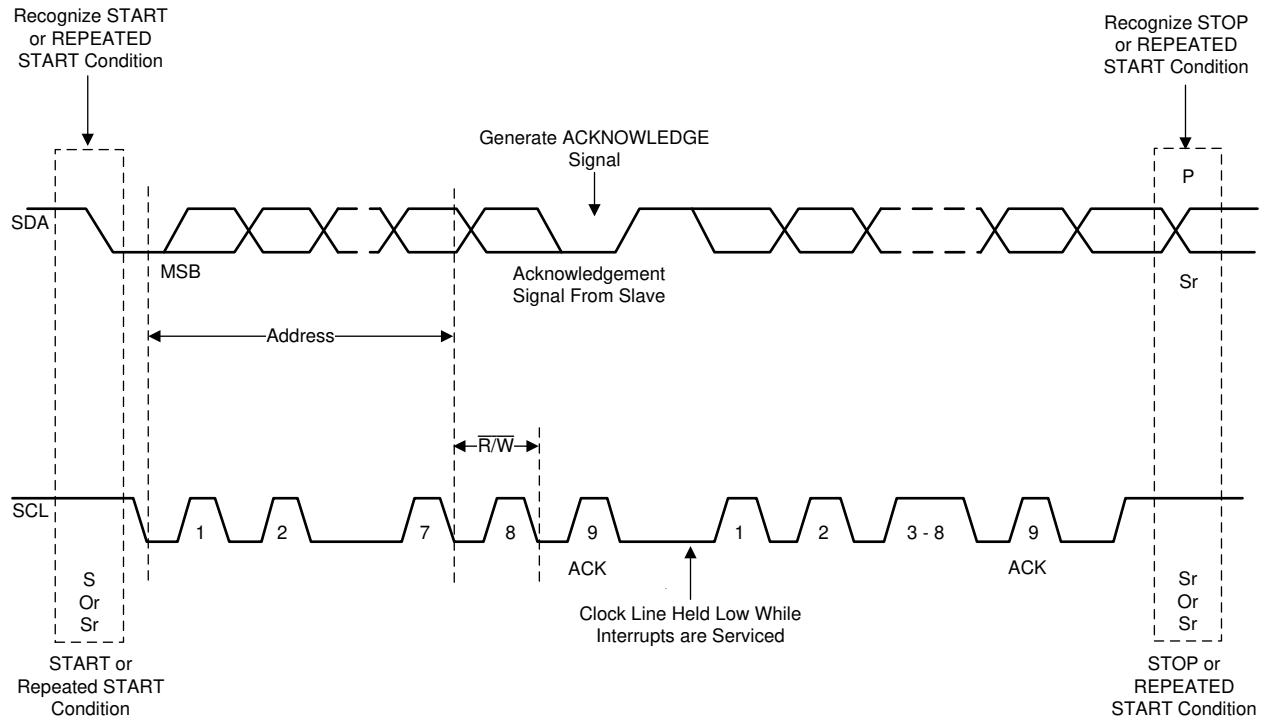 Recognize START
or REPEATED
START Condition
Recognize STOP
or REPEATED
START Condition
Generate ACKNOWLEDGE
Signal
P
SDA
MSB
Acknowledgement
Signal From Slave
Sr
Address
R/W
SCL
1
2
7
8
9
1
2
3 - 8
9
ACK
ACK
S
Or
Sr
Clock Line Held Low While
Interrupts are Serviced
Sr
Or
Sr
START or
Repeated START
Condition
STOP or
REPEATED
START Condition